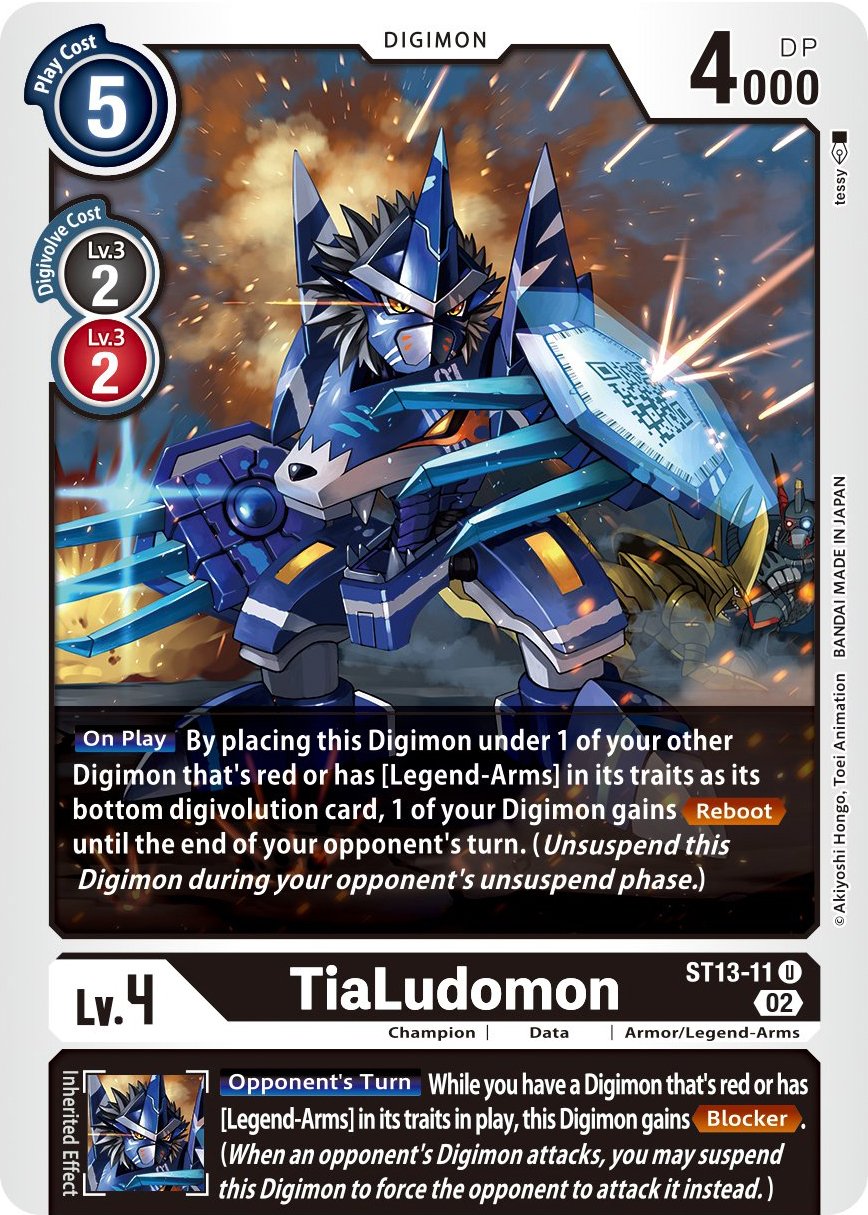 DIGIMON
Play Cost
5
DP
4000
Digivolve Cost
Lv.3
2
Lv.3
2
tessy
01
BANDAI MADE IN JAPAN
© Akiyoshi Hongo, Toei Animation
On Play By placing this Digimon under 1 of your other
Digimon that's red or has [Legend-Arms] in its traits as its
bottom digivolution card, 1 of your Digimon gains Reboot
until the end of your opponent's turn. (Unsuspend this
Digimon during your opponent's unsuspend phase.)
Lv.4
TiaLudomon
ST13-11 U
02
Champion | Data | Armor/Legend-Arms
Inherited Effect
Opponent's Turn While you have a Digimon that's red or has
[Legend-Arms] in its traits in play, this Digimon gains Blocker.
(When an opponent's Digimon attacks, you may suspend
this Digimon to force the opponent to attack it instead.)